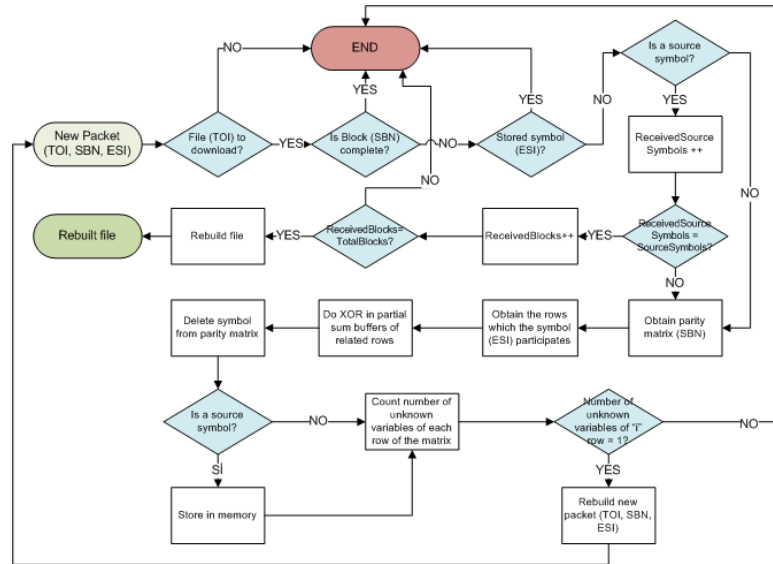 NO
END
Is a source
symbol?
YES
YES
NO
YES
New Packet
(TOI, SBN, ESI)
File (TOI) to
download?
YES
Is Block (SBN)
complete?
NO
Stored symbol
(ESI)?
ReceivedSource
Symbols ++
NO
NO
Rebuilt file
Rebuild file
YES
ReceivedBlocks=
TotalBlocks?
ReceivedBlocks++
YES
ReceivedSource
Symbols =
SourceSymbols?
NO
Delete symbol
from parity matrix
Do XOR in partial
sum buffers of
related rows
Obtain the rows
which the symbol
(ESI) participates
Obtain parity
matrix (SBN)
Is a source
symbol?
NO
Count number of
unknown
variables of each
row of the matrix
Number of
unknown
variables of "i"
row = 1?
NO
SÍ
YES
Store in memory
Rebuild new
packet (TOI, SBN,
ESI)